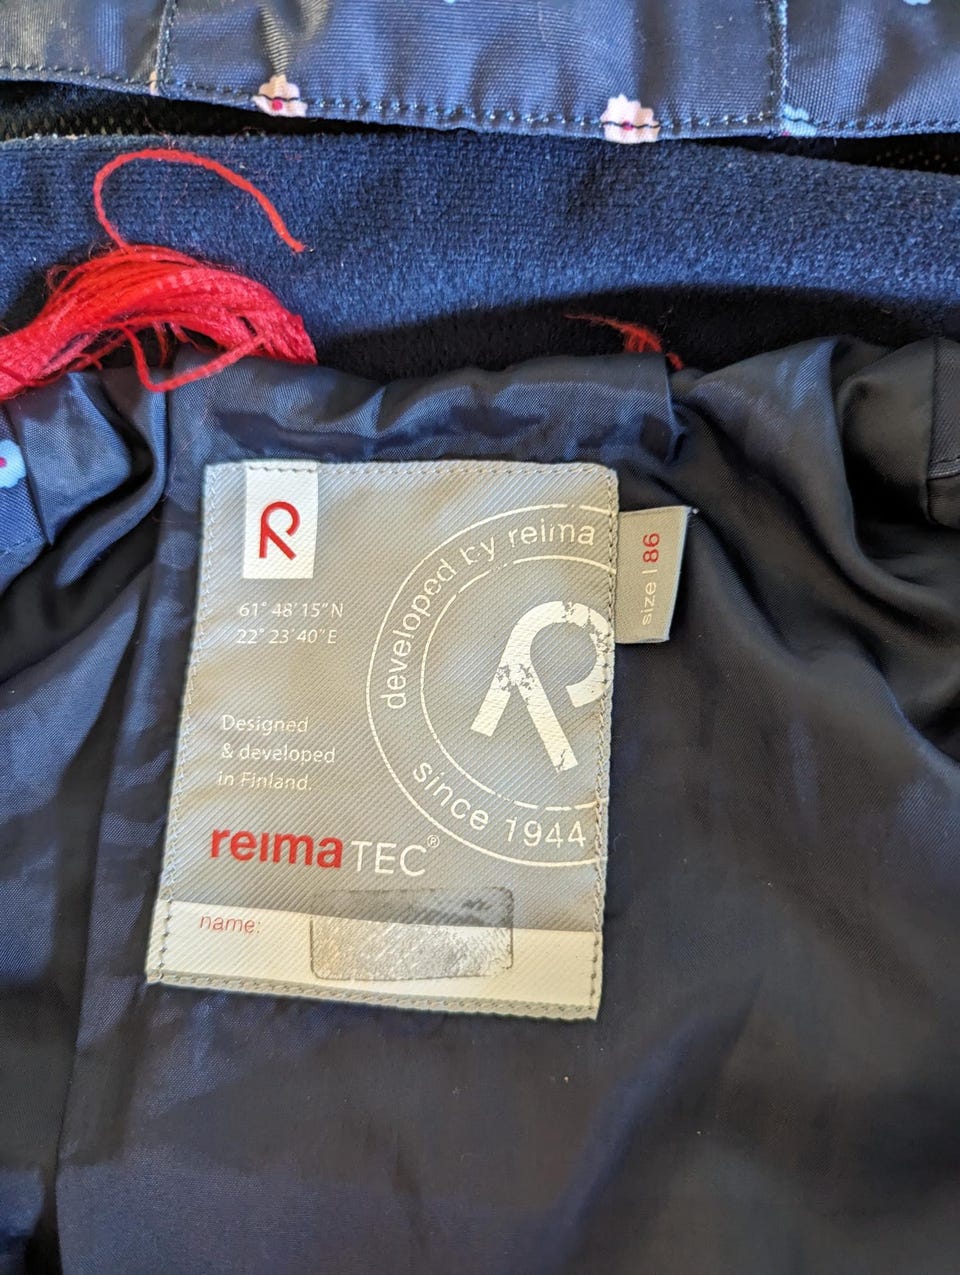 R
61° 48' 15" N
22° 23' 40" E
developed by reima
since 1944
size | 86
Designed
& developed
in Finland.
reimaTEC®
name: